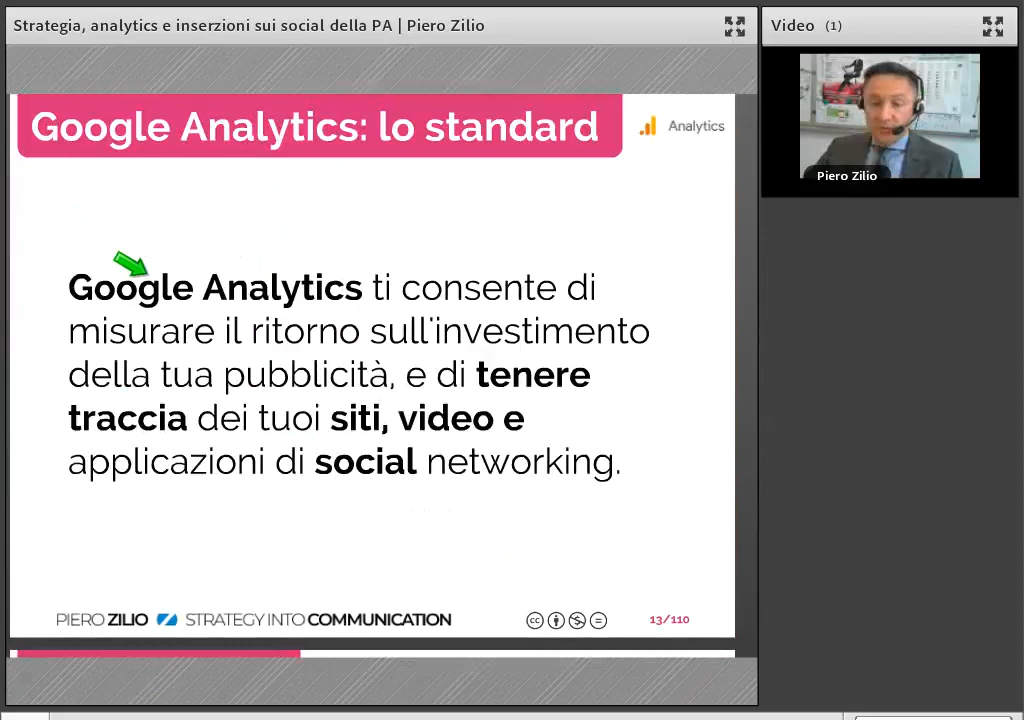 Strategia, analytics e inserzioni sui social della PA | Piero Zilio
Video (1)
Google Analytics: lo standard
Analytics
Piero Zilio
Google Analytics ti consente di
misurare il ritorno sull'investimento
della tua pubblicità, e di tenere
traccia dei tuoi siti, video e
applicazioni di social networking.
PIERO ZILIO STRATEGY INTO COMMUNICATION
cc
13/110